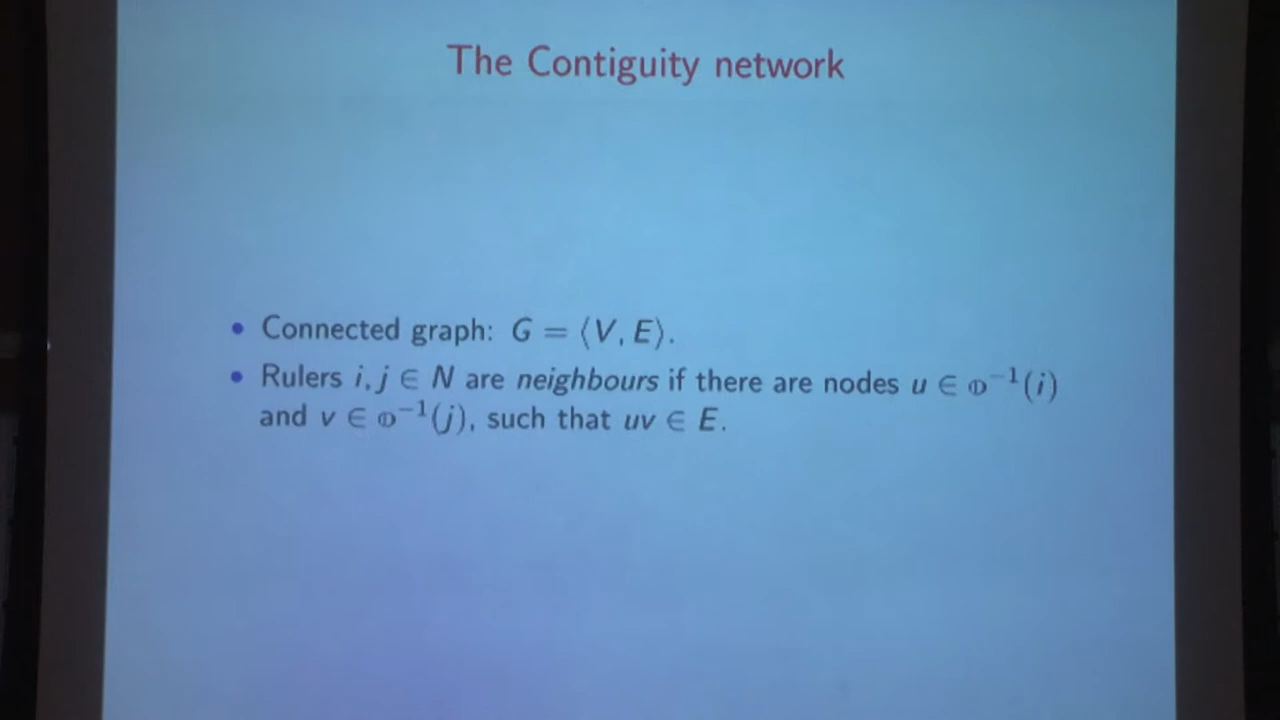 The Contiguity network
• Connected graph: G = ⟨V, E⟩.
• Rulers i, j ∈ N are neighbours if there are nodes u ∈ ⲫ⁻¹(i)
and v ∈ ⲫ⁻¹(j), such that uv ∈ E.